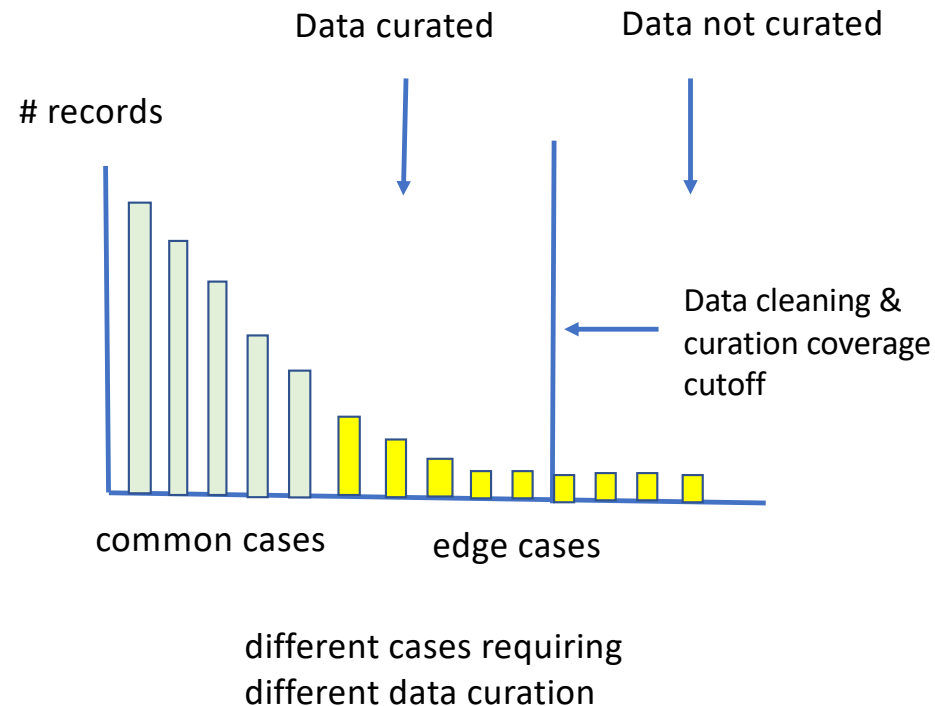 Data curated
Data not curated
# records
Data cleaning &
curation coverage
cutoff
common cases
edge cases
different cases requiring
different data curation